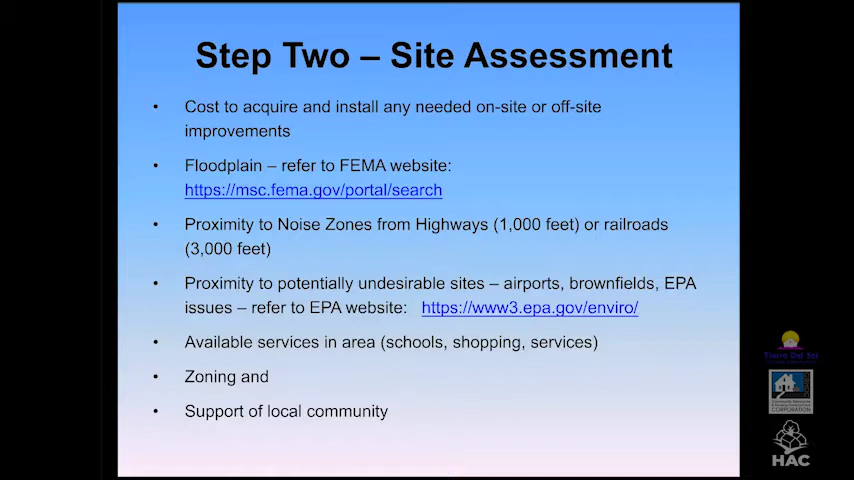 Step Two – Site Assessment
• Cost to acquire and install any needed on-site or off-site
improvements
• Floodplain – refer to FEMA website:
https://msc.fema.gov/portal/search
• Proximity to Noise Zones from Highways (1,000 feet) or railroads
(3,000 feet)
• Proximity to potentially undesirable sites – airports, brownfields, EPA
issues – refer to EPA website: https://www3.epa.gov/enviro/
• Available services in area (schools, shopping, services)
• Zoning and
• Support of local community
Tierra Del Sol
CORPORATION
HAC